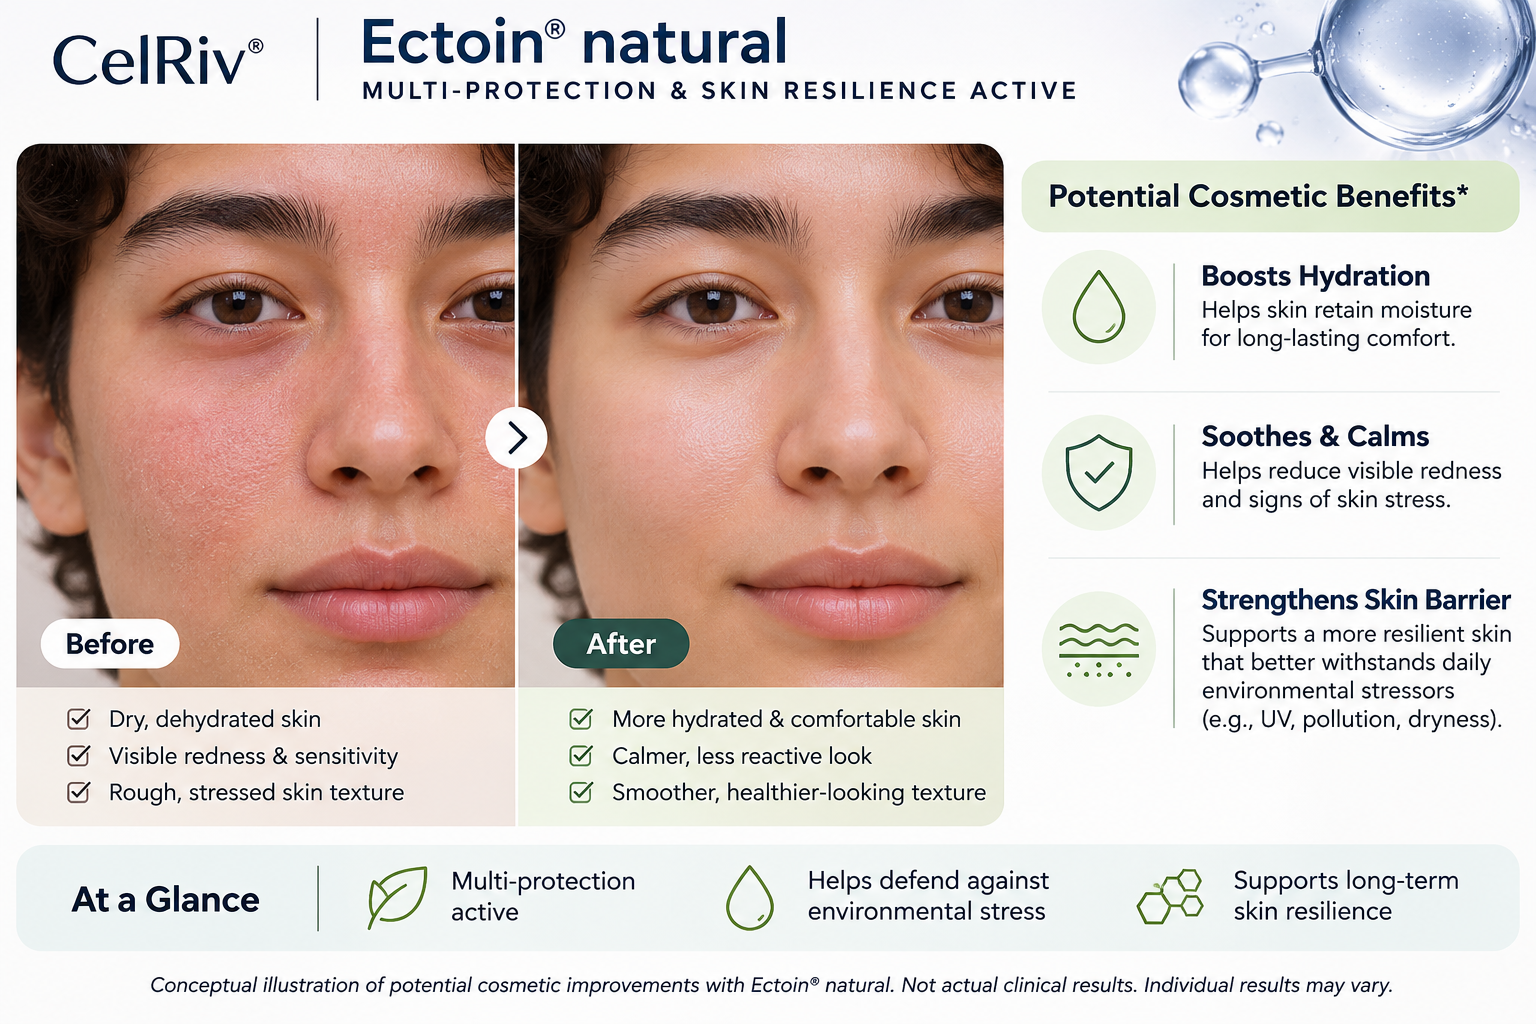 CelRiv®
Ectoin® natural
MULTI-PROTECTION & SKIN RESILIENCE ACTIVE
Before
Dry, dehydrated skin
Visible redness & sensitivity
Rough, stressed skin texture
After
More hydrated & comfortable skin
Calmer, less reactive look
Smoother, healthier-looking texture
Potential Cosmetic Benefits*
Boosts Hydration
Helps skin retain moisture
for long-lasting comfort.
Soothes & Calms
Helps reduce visible redness
and signs of skin stress.
Strengthens Skin Barrier
Supports a more resilient skin
that better withstands daily
environmental stressors
(e.g., UV, pollution, dryness).
At a Glance
Multi-protection
active
Helps defend against
environmental stress
Supports long-term
skin resilience
Conceptual illustration of potential cosmetic improvements with Ectoin® natural. Not actual clinical results. Individual results may vary.